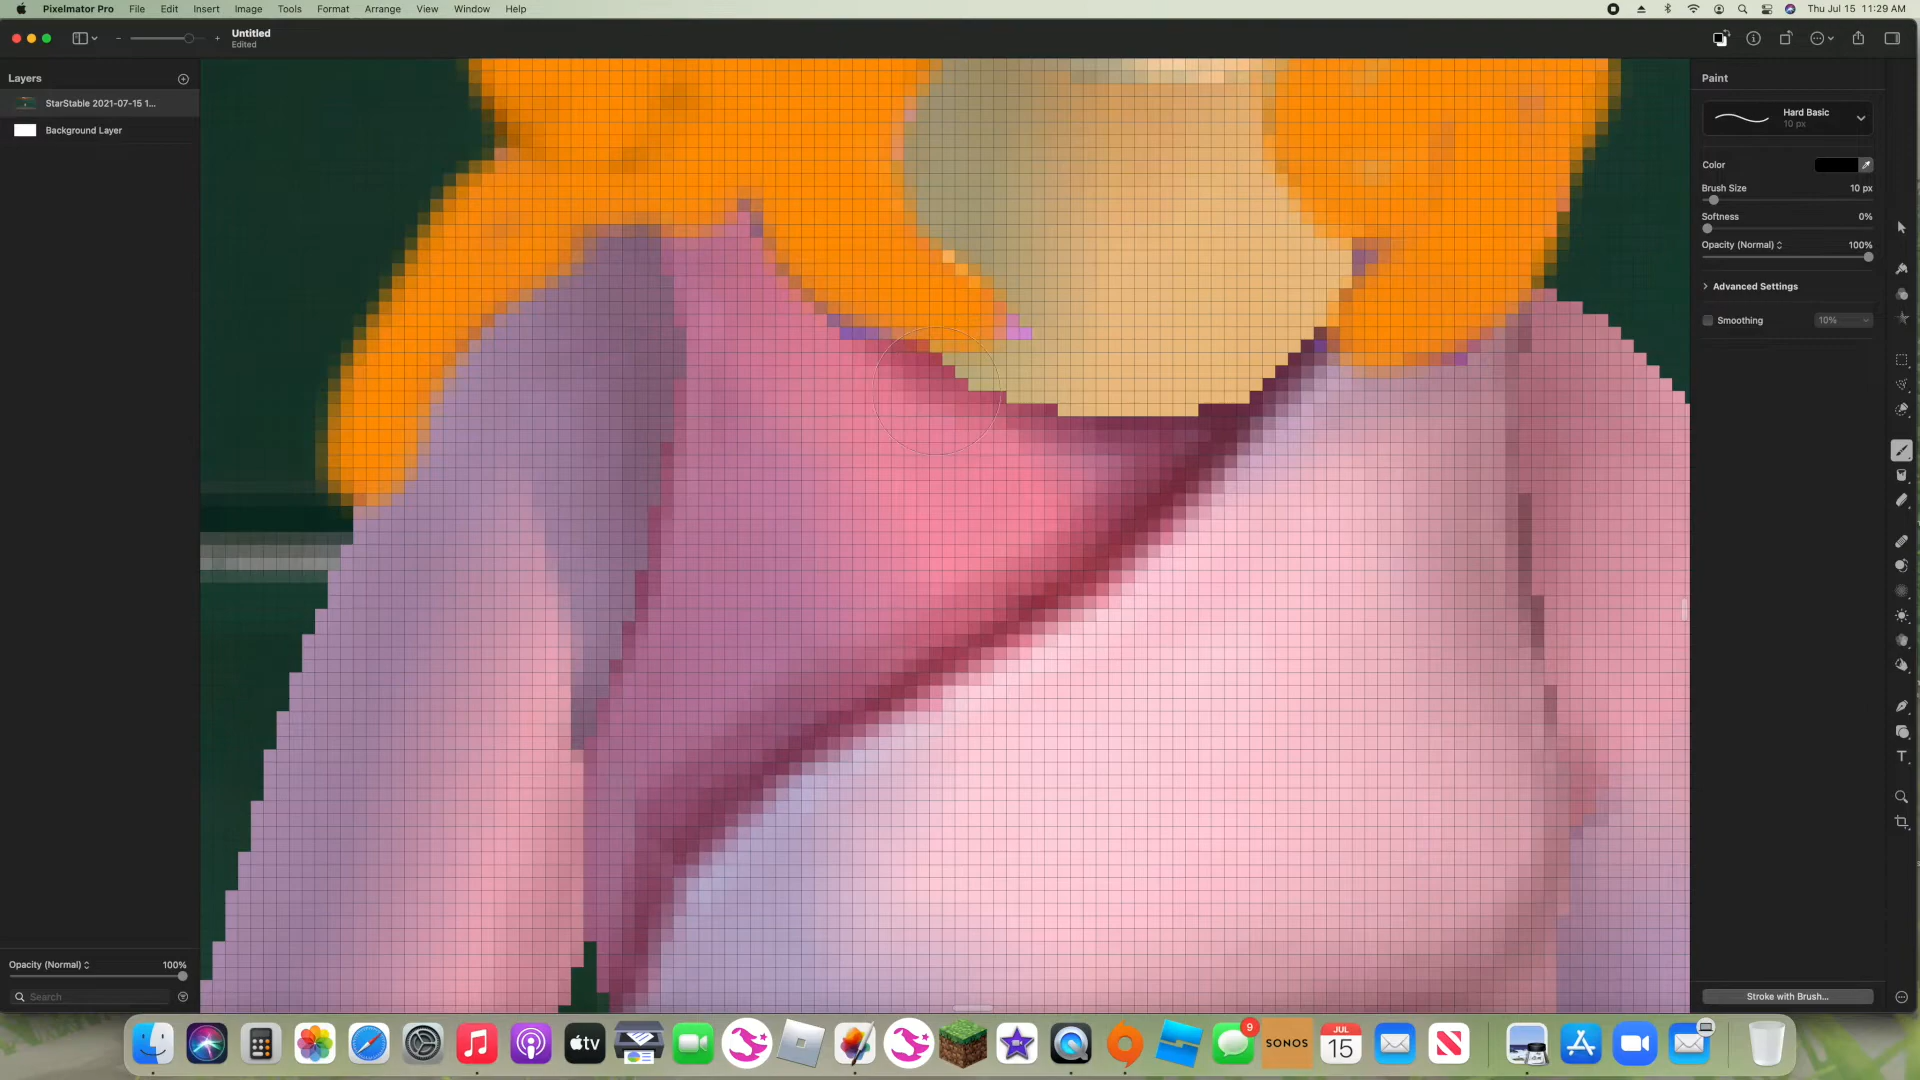 Pixelmator Pro File Edit Insert Image Tools Format Arrange View Window Help Thu Jul 15 11:29 AM
Untitled
Edited
Layers
StarStable 2021-07-15 1...
Background Layer
Paint
Hard Basic
10 px
Color
Brush Size 10 px
Softness 0%
Opacity (Normal) 100%
Advanced Settings
Smoothing 10%
Opacity (Normal) 100%
Search
Stroke with Brush...
tv
9
SONOS
JUL
15
N